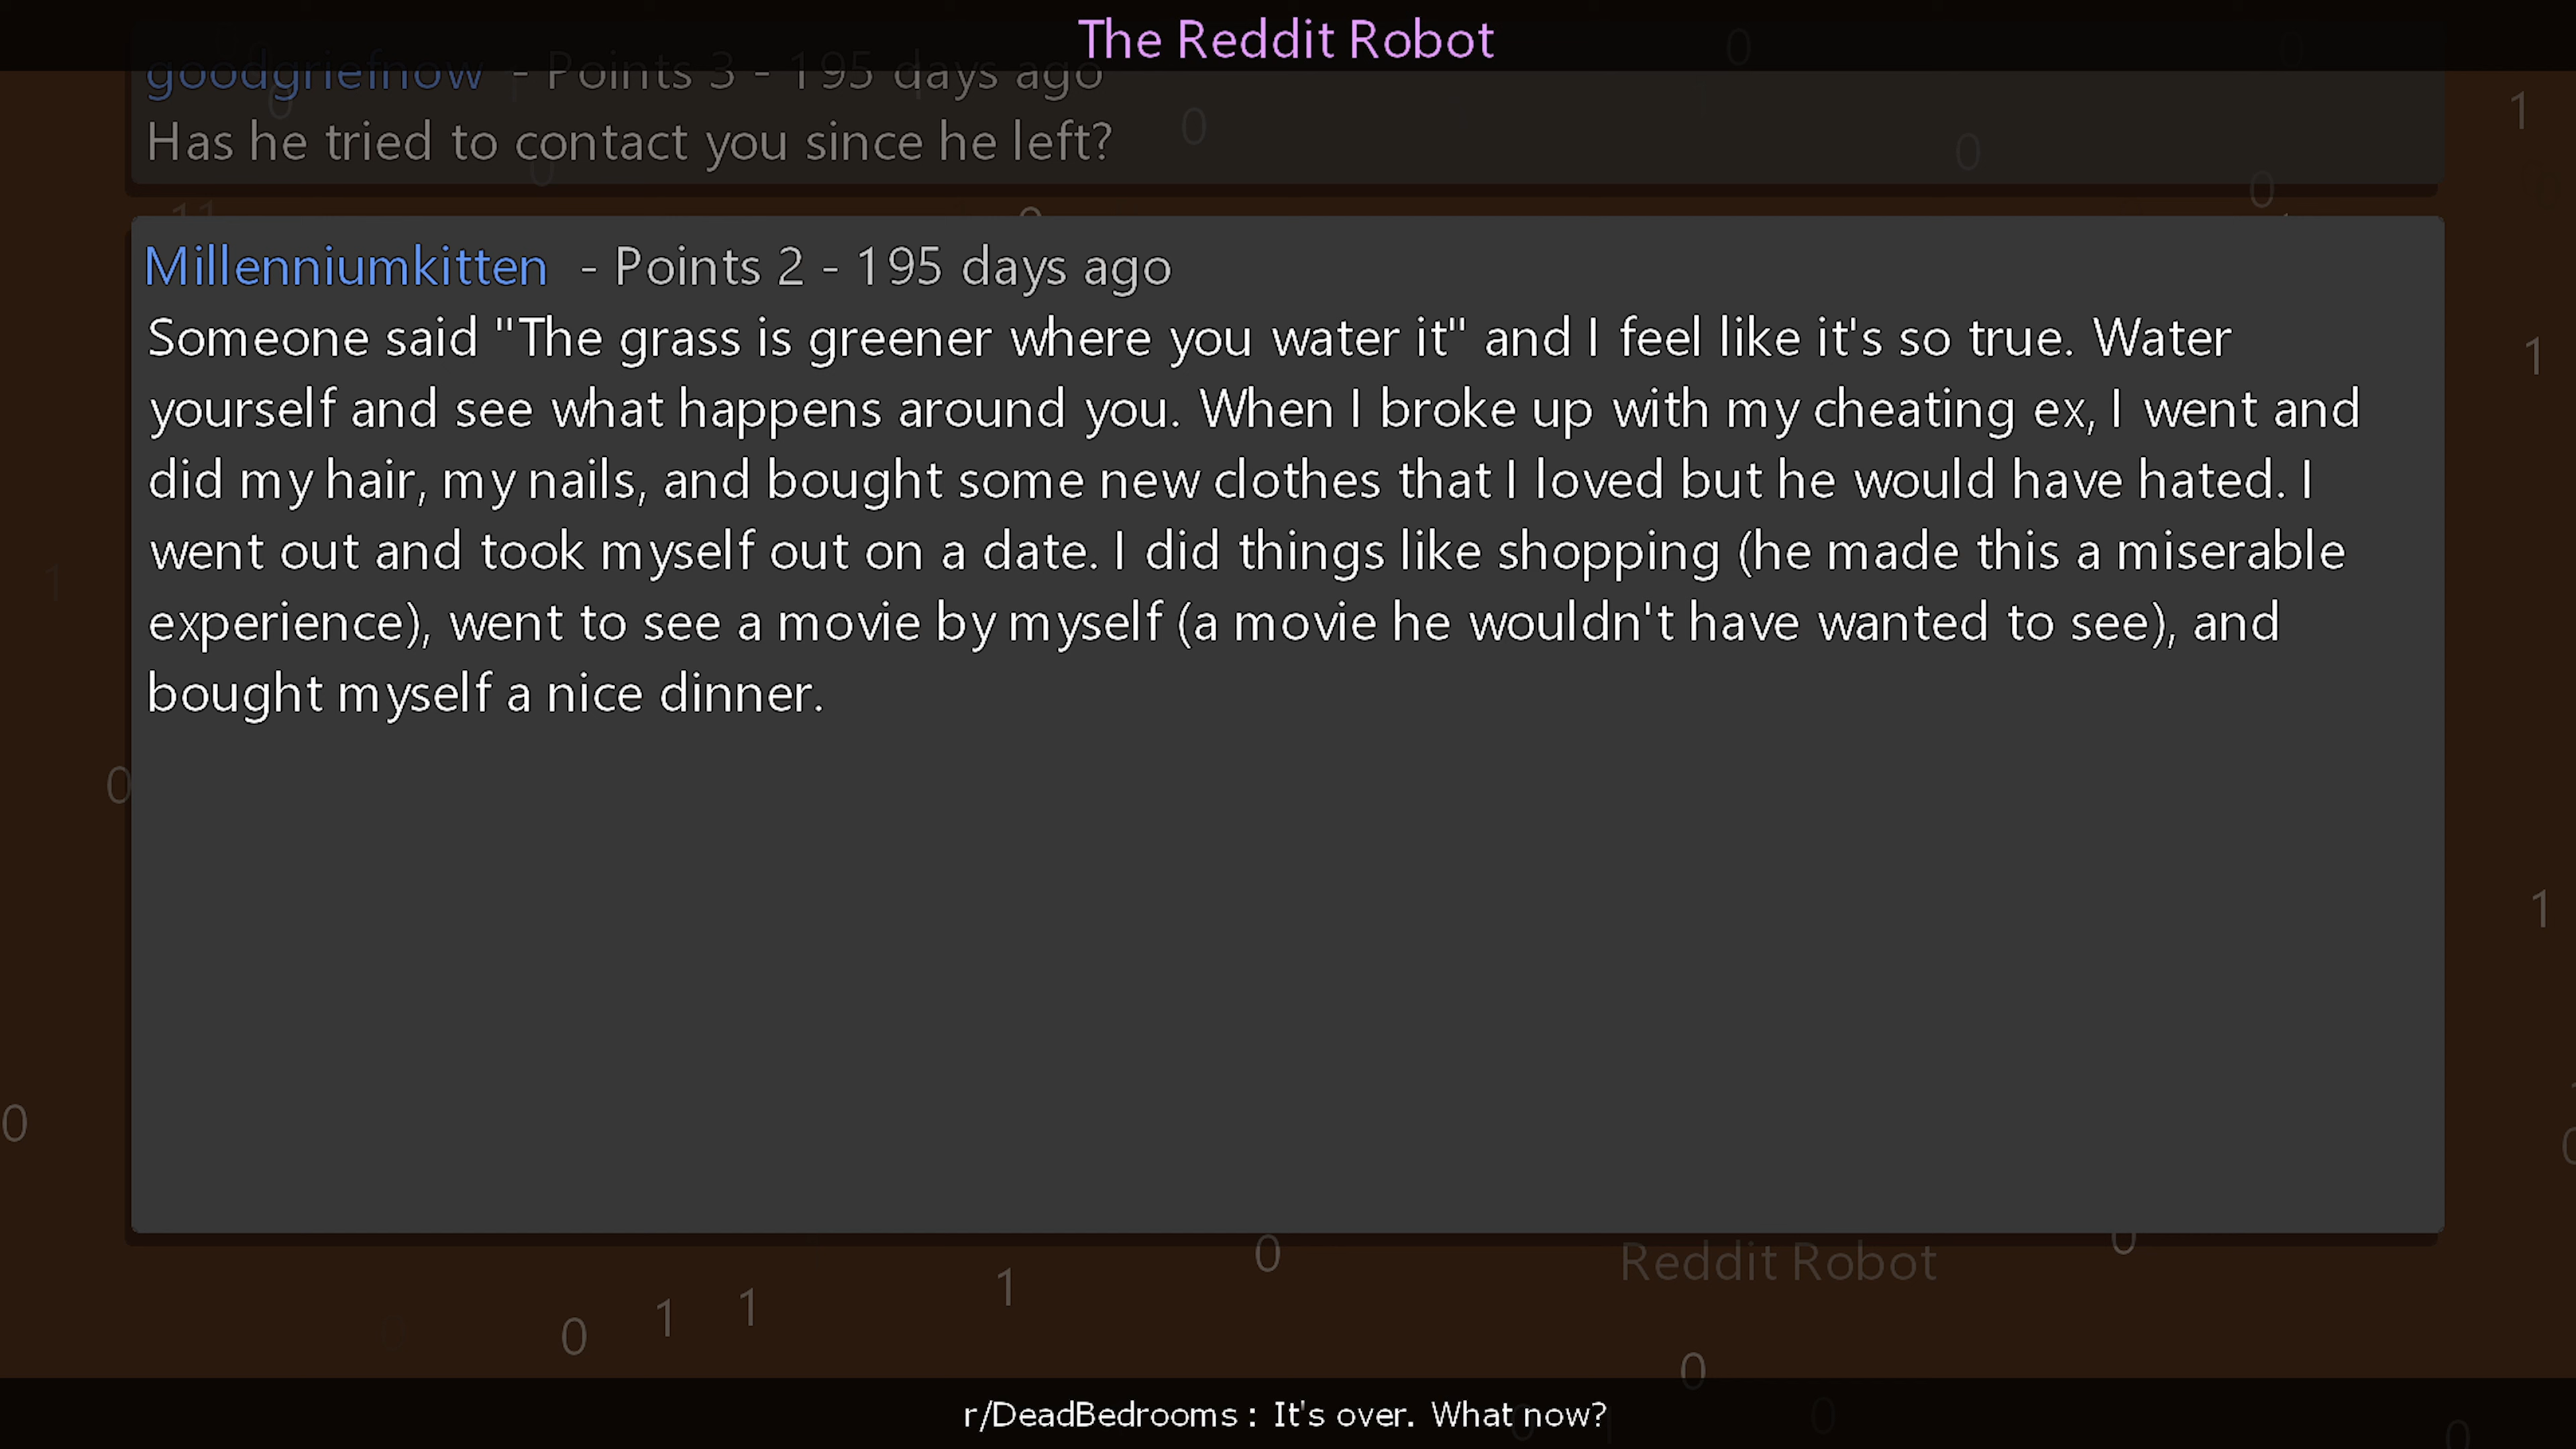 The Reddit Robot
goodgriefnow - Points 3 - 195 days ago
Has he tried to contact you since he left?
Millenniumkitten - Points 2 - 195 days ago
Someone said "The grass is greener where you water it" and I feel like it's so true. Water
yourself and see what happens around you. When I broke up with my cheating ex, I went and
did my hair, my nails, and bought some new clothes that I loved but he would have hated. I
went out and took myself out on a date. I did things like shopping (he made this a miserable
experience), went to see a movie by myself (a movie he wouldn't have wanted to see), and
bought myself a nice dinner.
Reddit Robot
r/DeadBedrooms : It's over. What now?